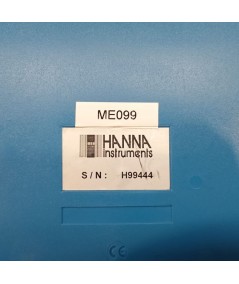 ME099
HANNA
instruments
S / N :   H99444
CE